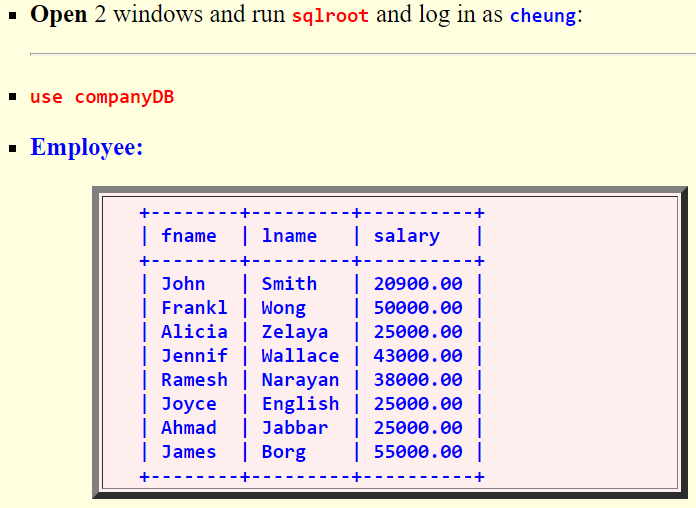 ▪ Open 2 windows and run sqlroot and log in as cheung:
▪ use companyDB
▪ Employee:
+--------+---------+----------+
| fname  | lname   | salary   |
+--------+---------+----------+
| John   | Smith   | 20900.00 |
| Frankl | Wong    | 50000.00 |
| Alicia | Zelaya  | 25000.00 |
| Jennif | Wallace | 43000.00 |
| Ramesh | Narayan | 38000.00 |
| Joyce  | English | 25000.00 |
| Ahmad  | Jabbar  | 25000.00 |
| James  | Borg    | 55000.00 |
+--------+---------+----------+